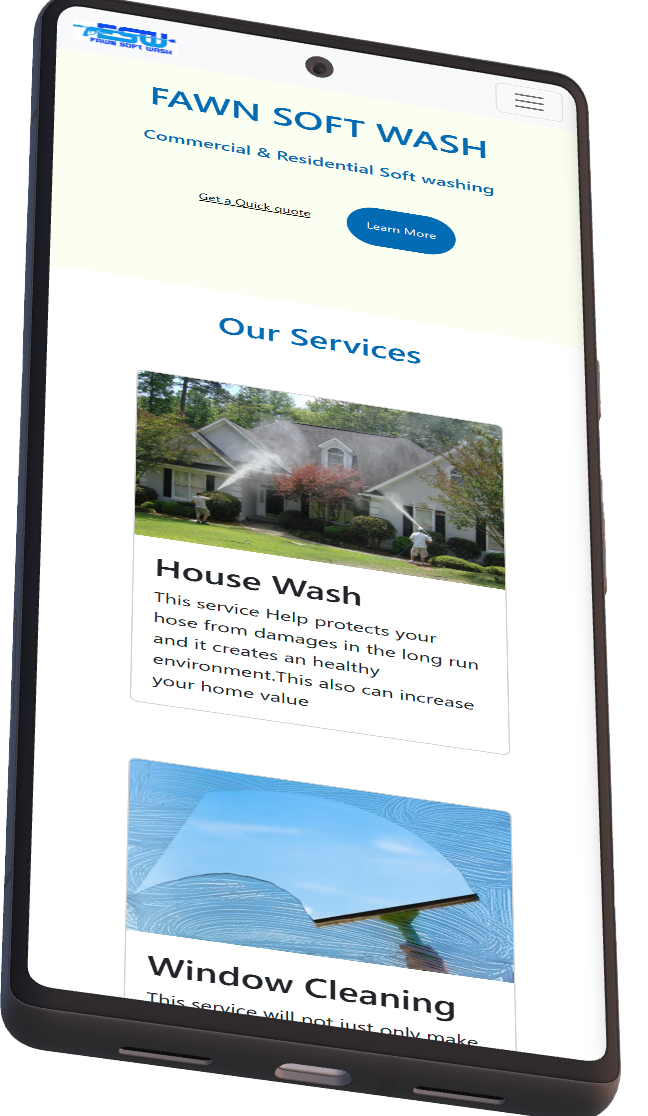 FSW
FAWN SOFT WASH
FAWN SOFT WASH
Commercial & Residential Soft washing
Get a Quick quote
Learn More
Our Services
House Wash
This service Help protects your
hose from damages in the long run
and it creates an healthy
environment.This also can increase
your home value
Window Cleaning
This service will not just only make